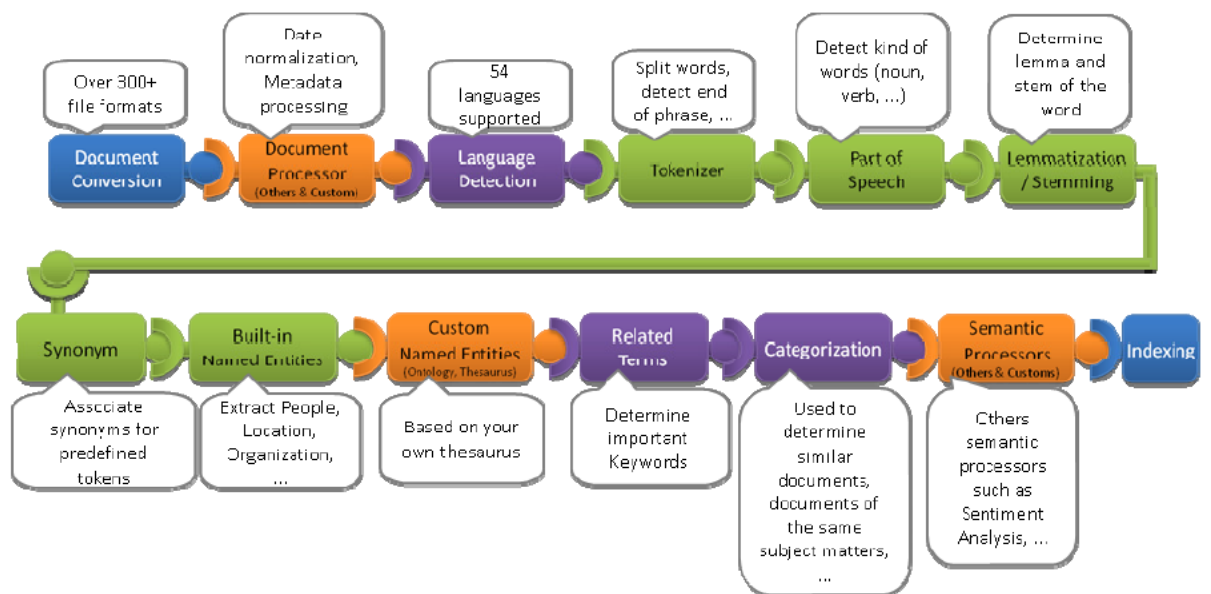 Over 300+
file formats
Date
normalization,
Metadata
processing
54
languages
supported
Split words,
detect end
of phrase, ...
Detect kind of
words (noun,
verb, ...)
Determine
lemma and
stem of the
word
Document
Conversion
Document
Processor
(Others & Custom)
Language
Detection
Tokenizer
Part of
Speech
Lemmatization
/ Stemming
Synonym
Built-in
Named Entities
Custom
Named Entities
(Ontology, Thesaurus)
Related
Terms
Categorization
Semantic
Processors
(Others & Customs)
Indexing
Associate
synonyms for
predefined
tokens
Extract People,
Location,
Organization,
...
Based on your
own thesaurus
Determine
important
Keywords
Used to
determine
similar
documents,
documents of
the same
subject matters,
...
Others
semantic
processors
such as
Sentiment
Analysis, ...